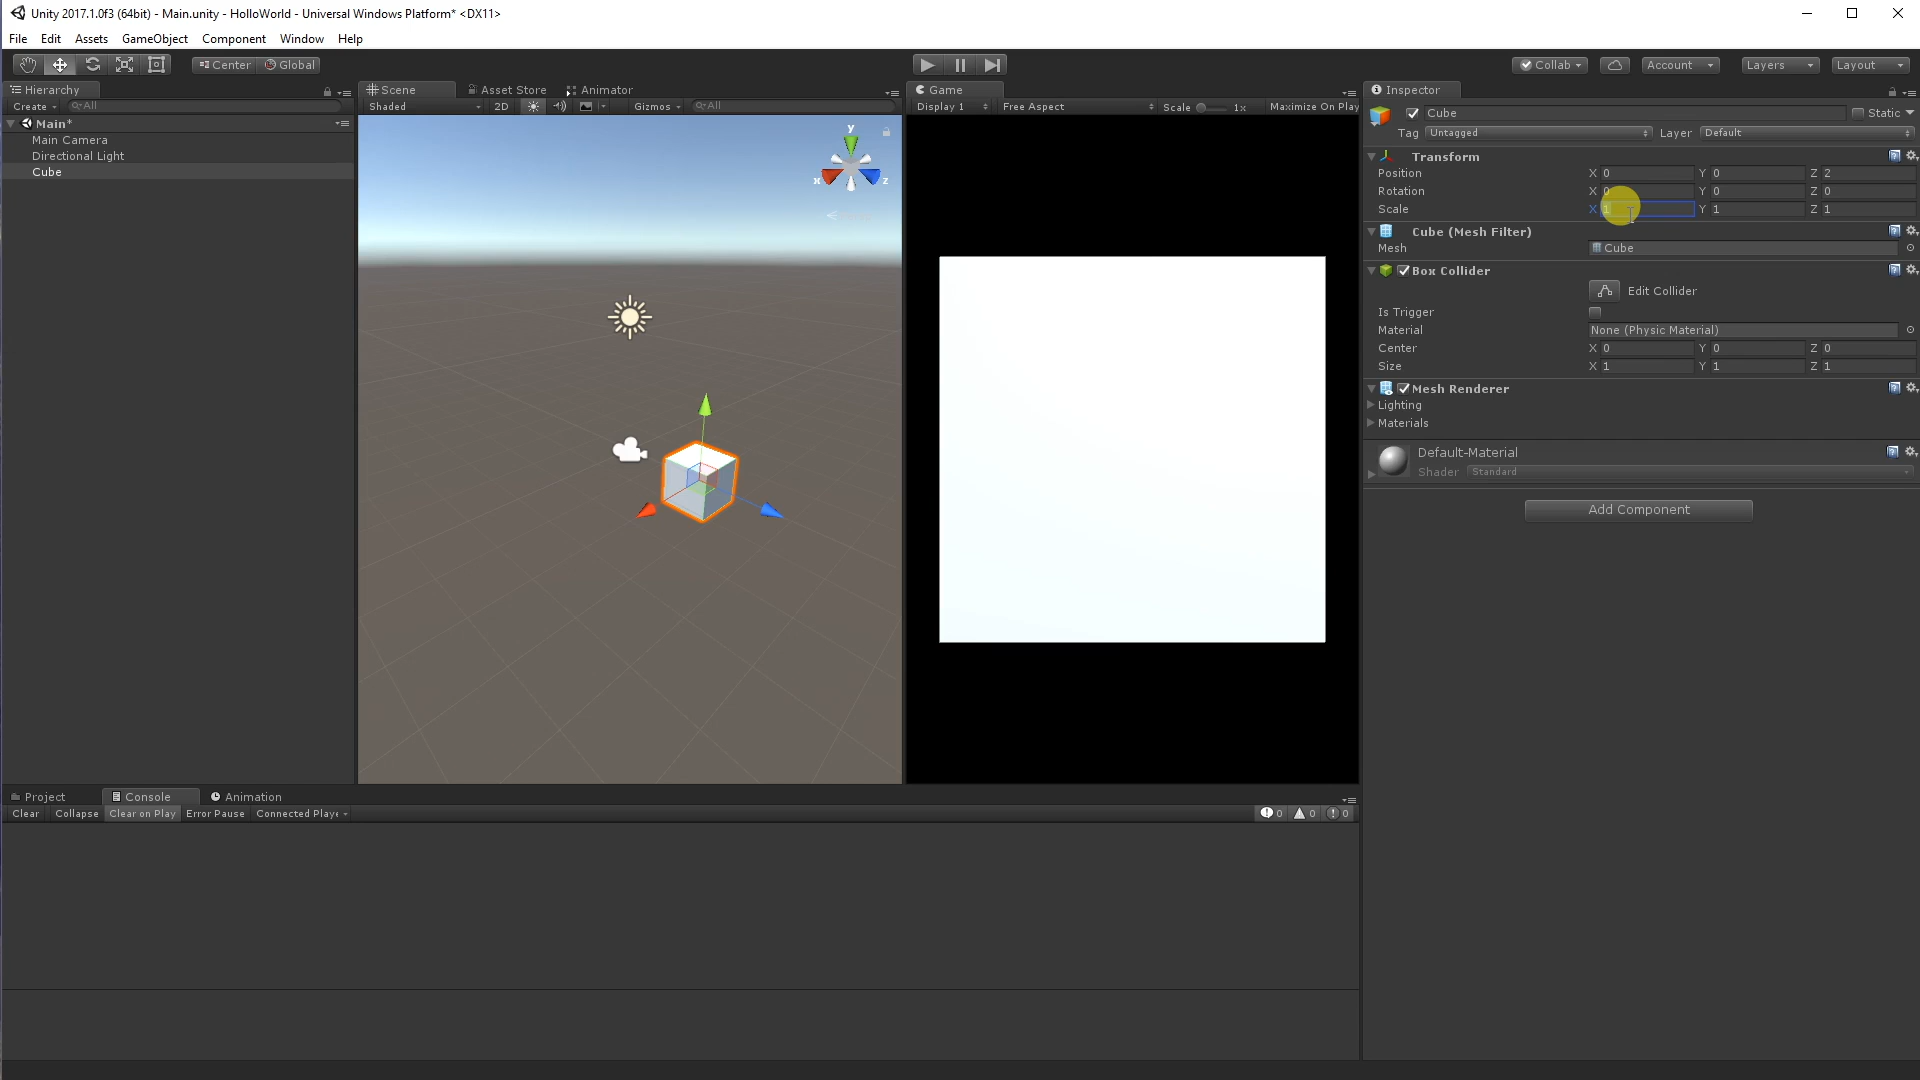 Unity 2017.1.0f3 (64bit) - Main.unity - HolloWorld - Universal Windows Platform* <DX11>
File Edit Assets GameObject Component Window Help
Center Global Collab Account Layers Layout
Hierarchy
Create All
Main*
Main Camera
Directional Light
Cube
Scene Asset Store Animator
Shaded 2D Gizmos All
y
x z
Game
Display 1 Free Aspect Scale 1x Maximize On Play
Inspector
Cube Static
Tag Untagged Layer Default
Transform
Position X 0 Y 0 Z 2
Rotation X 0 Y 0 Z 0
Scale X 1 Y 1 Z 1
Cube (Mesh Filter)
Mesh Cube
Box Collider
Edit Collider
Is Trigger
Material None (Physic Material)
Center X 0 Y 0 Z 0
Size X 1 Y 1 Z 1
Mesh Renderer
Lighting
Materials
Default-Material
Shader Standard
Add Component
Project Console Animation
Clear Collapse Clear on Play Error Pause Connected Playe 0 0 0